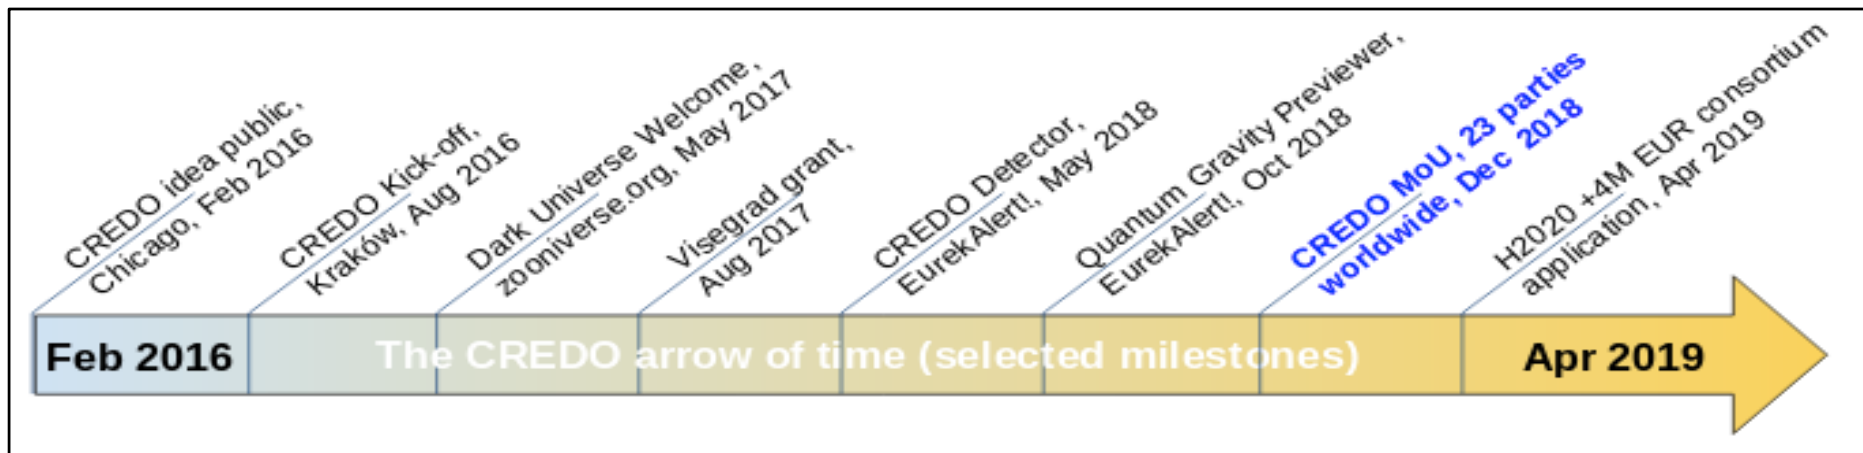 CREDO idea public,
Chicago, Feb 2016
CREDO Kick-off,
Kraków, Aug 2016
Dark Universe Welcome,
zooniverse.org, May 2017
Visegrad grant,
Aug 2017
CREDO Detector,
EurekAlert!, May 2018
Quantum Gravity Previewer,
EurekAlert!, Oct 2018
CREDO MoU, 23 parties
worldwide, Dec 2018
H2020 +4M EUR consortium
application, Apr 2019
Feb 2016
The CREDO arrow of time (selected milestones)
Apr 2019